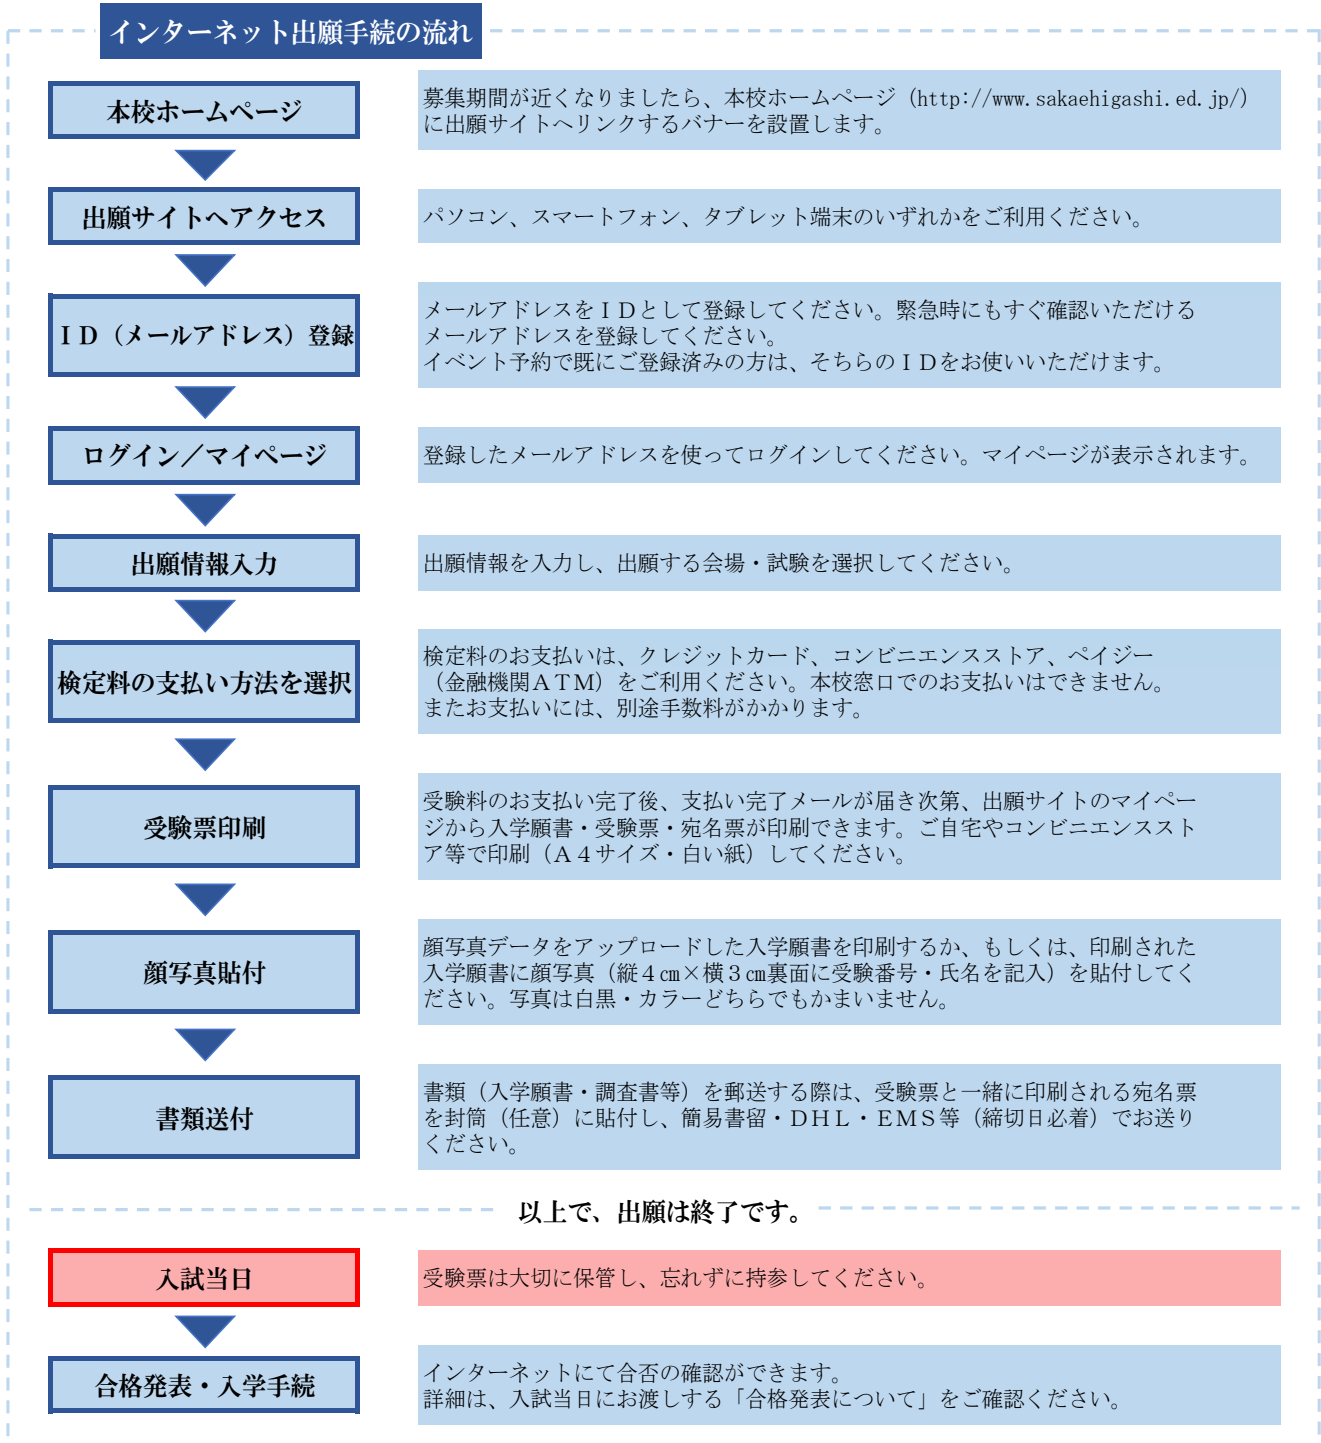 インターネット出願手続の流れ
本校ホームページ
募集期間が近くなりましたら、本校ホームページ（http://www.sakaehigashi.ed.jp/）
に出願サイトへリンクするバナーを設置します。
出願サイトへアクセス
パソコン、スマートフォン、タブレット端末のいずれかをご利用ください。
ＩＤ（メールアドレス）登録
メールアドレスをＩＤとして登録してください。緊急時にもすぐ確認いただける
メールアドレスを登録してください。
イベント予約で既にご登録済みの方は、そちらのＩＤをお使いいただけます。
ログイン／マイページ
登録したメールアドレスを使ってログインしてください。マイページが表示されます。
出願情報入力
出願情報を入力し、出願する会場・試験を選択してください。
検定料の支払い方法を選択
検定料のお支払いは、クレジットカード、コンビニエンスストア、ペイジー
（金融機関ＡＴＭ）をご利用ください。本校窓口でのお支払いはできません。
またお支払いには、別途手数料がかかります。
受験票印刷
受験料のお支払い完了後、支払い完了メールが届き次第、出願サイトのマイペー
ジから入学願書・受験票・宛名票が印刷できます。ご自宅やコンビニエンススト
ア等で印刷（Ａ４サイズ・白い紙）してください。
顔写真貼付
顔写真データをアップロードした入学願書を印刷するか、もしくは、印刷された
入学願書に顔写真（縦４㎝×横３㎝裏面に受験番号・氏名を記入）を貼付してく
ださい。写真は白黒・カラーどちらでもかまいません。
書類送付
書類（入学願書・調査書等）を郵送する際は、受験票と一緒に印刷される宛名票
を封筒（任意）に貼付し、簡易書留・ＤＨＬ・ＥＭＳ等（締切日必着）でお送り
ください。
以上で、出願は終了です。
入試当日
受験票は大切に保管し、忘れずに持参してください。
合格発表・入学手続
インターネットにて合否の確認ができます。
詳細は、入試当日にお渡しする「合格発表について」をご確認ください。